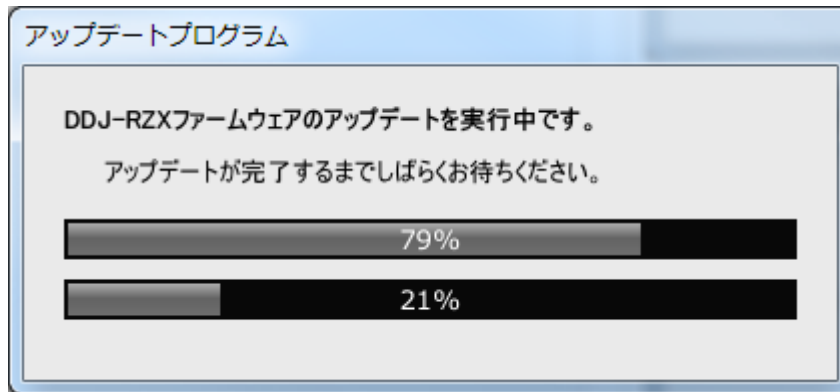 アップデートプログラム
DDJ-RZXファームウェアのアップデートを実行中です。
アップデートが完了するまでしばらくお待ちください。
79%
21%